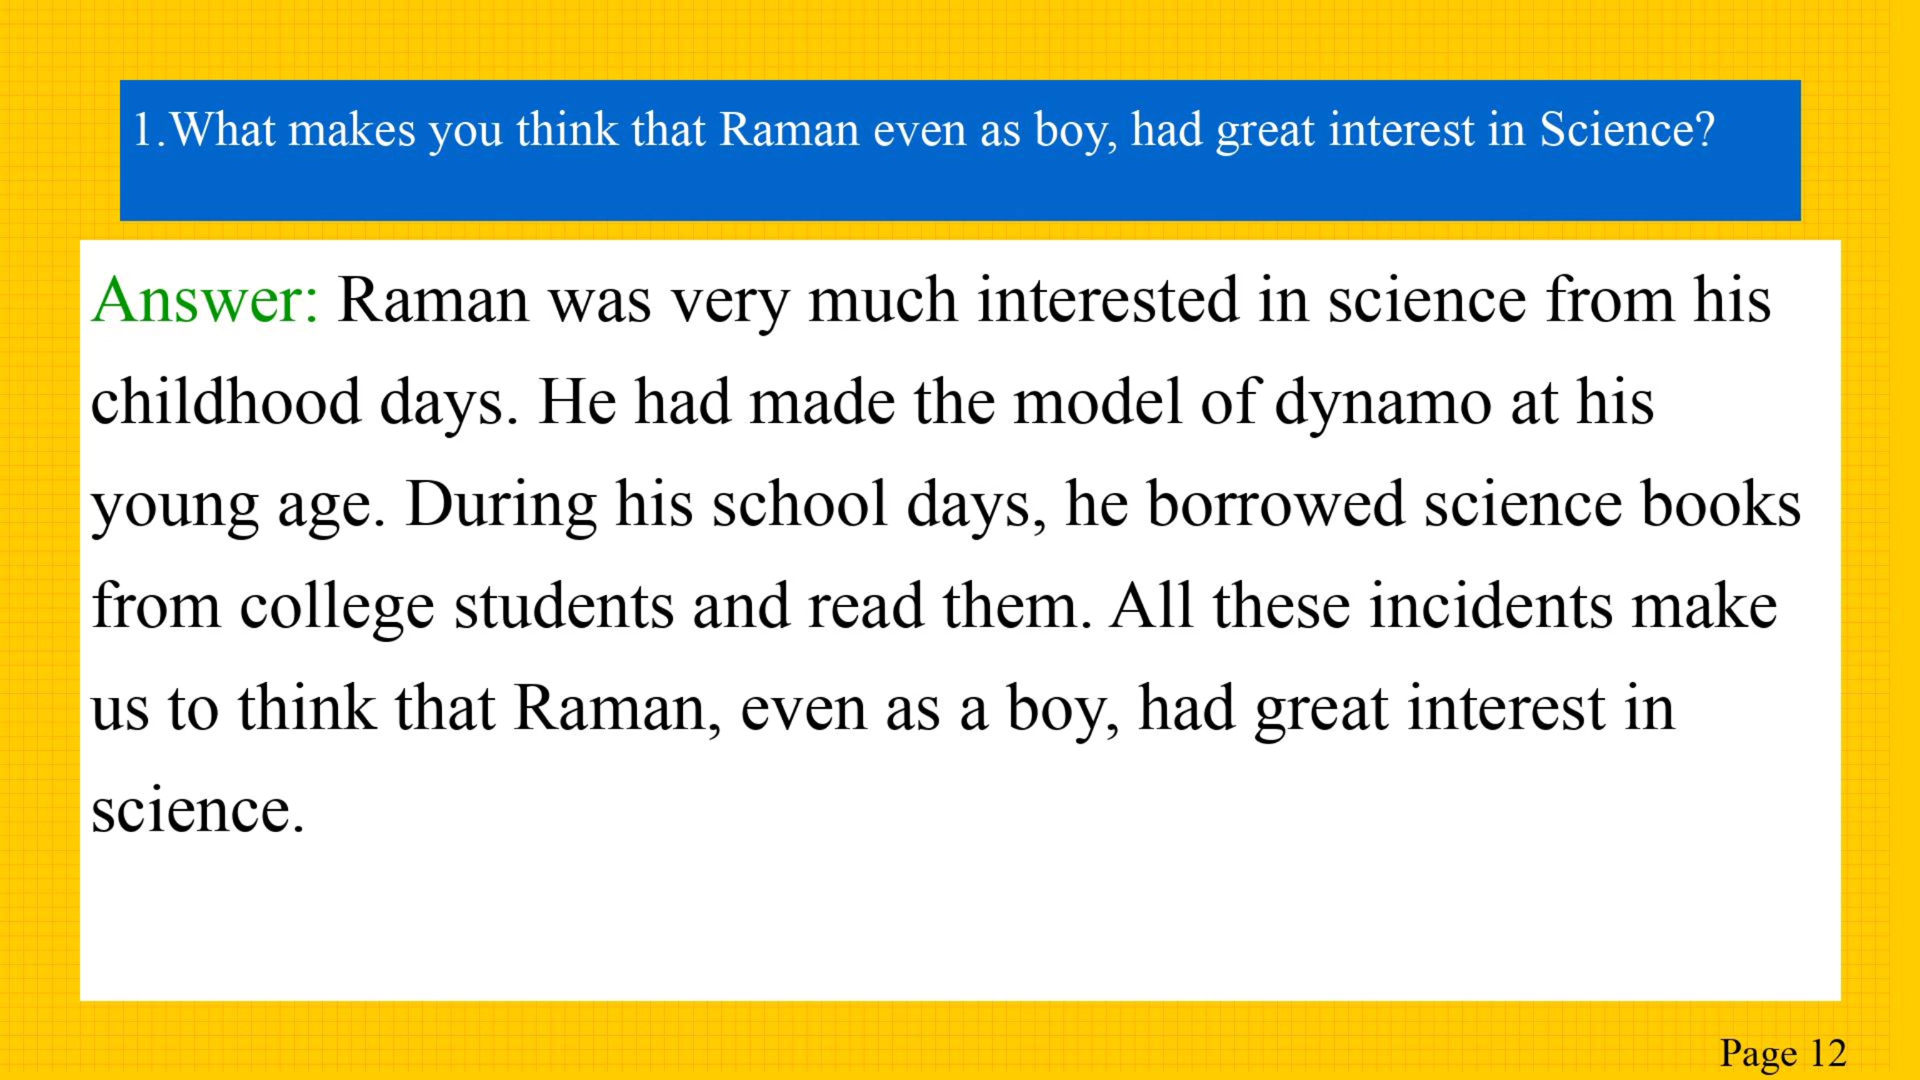 1.What makes you think that Raman even as boy, had great interest in Science?
Answer: Raman was very much interested in science from his
childhood days. He had made the model of dynamo at his
young age. During his school days, he borrowed science books
from college students and read them. All these incidents make
us to think that Raman, even as a boy, had great interest in
science.
Page 12